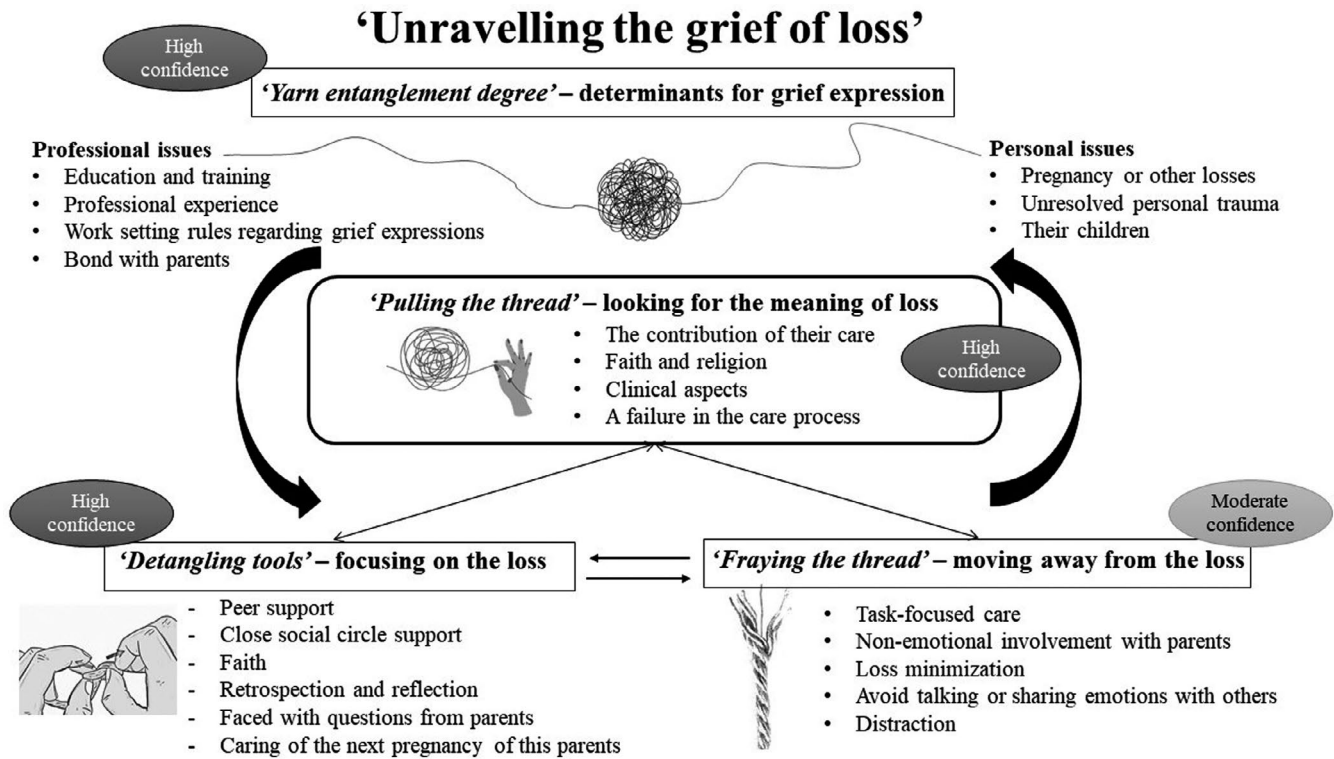 ‘Unravelling the grief of loss’
High
confidence
‘Yarn entanglement degree’ – determinants for grief expression
Professional issues
• Education and training
• Professional experience
• Work setting rules regarding grief expressions
• Bond with parents
Personal issues
• Pregnancy or other losses
• Unresolved personal trauma
• Their children
‘Pulling the thread’ – looking for the meaning of loss
• The contribution of their care
• Faith and religion
• Clinical aspects
• A failure in the care process
High
confidence
High
confidence
‘Detangling tools’ – focusing on the loss
- Peer support
- Close social circle support
- Faith
- Retrospection and reflection
- Faced with questions from parents
- Caring of the next pregnancy of this parents
Moderate
confidence
‘Fraying the thread’ – moving away from the loss
• Task-focused care
• Non-emotional involvement with parents
• Loss minimization
• Avoid talking or sharing emotions with others
• Distraction